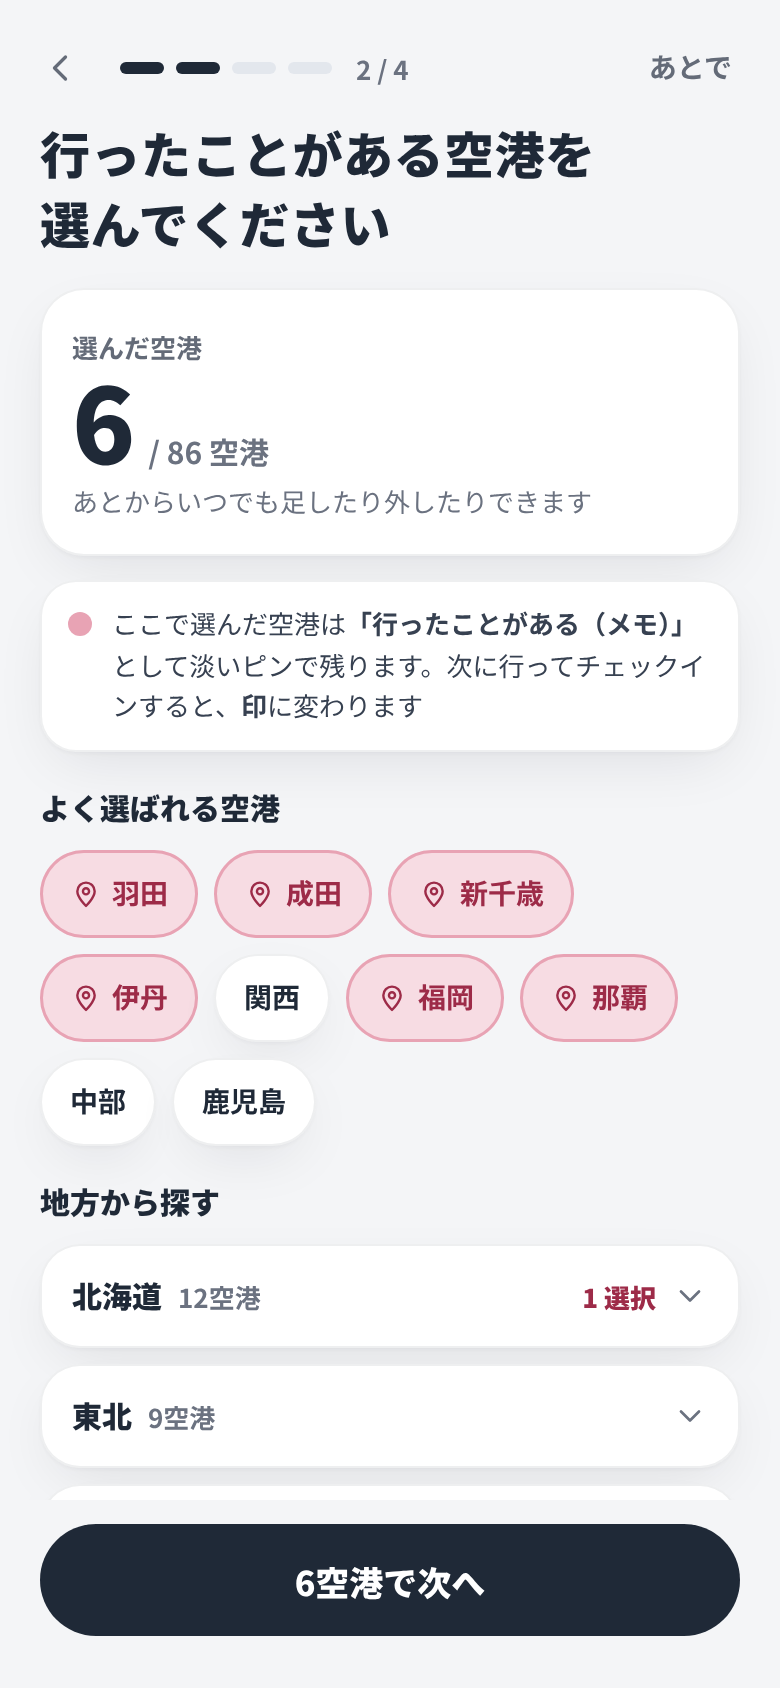 2 / 4
あとで
行ったことがある空港を
選んでください
選んだ空港
6 / 86 空港
あとからいつでも足したり外したりできます
ここで選んだ空港は「行ったことがある（メモ）」
として淡いピンで残ります。次に行ってチェックイ
ンすると、印に変わります
よく選ばれる空港
羽田 成田 新千歳
伊丹 関西 福岡 那覇
中部 鹿児島
地方から探す
北海道 12空港 1 選択
東北 9空港
6空港で次へ